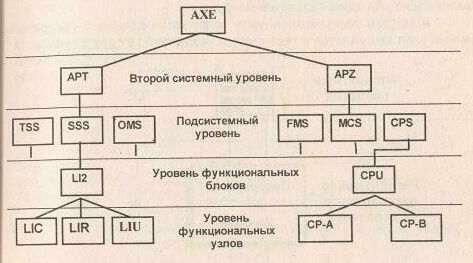 AXE
APT Второй системный уровень APZ
TSS SSS OMS Подсистемный FMS MCS CPS
уровень
LI2 Уровень функциональных CPU
блоков
LIC LIR LIU Уровень CP-A CP-B
функциональных
узлов